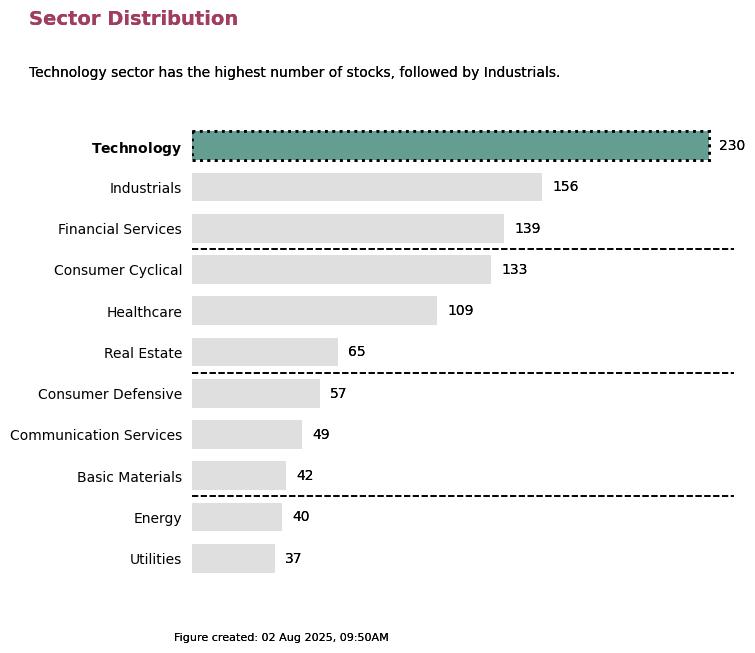 Sector Distribution
Technology sector has the highest number of stocks, followed by Industrials.
Technology 230
Industrials 156
Financial Services 139
Consumer Cyclical 133
Healthcare 109
Real Estate 65
Consumer Defensive 57
Communication Services 49
Basic Materials 42
Energy 40
Utilities 37
Figure created: 02 Aug 2025, 09:50AM